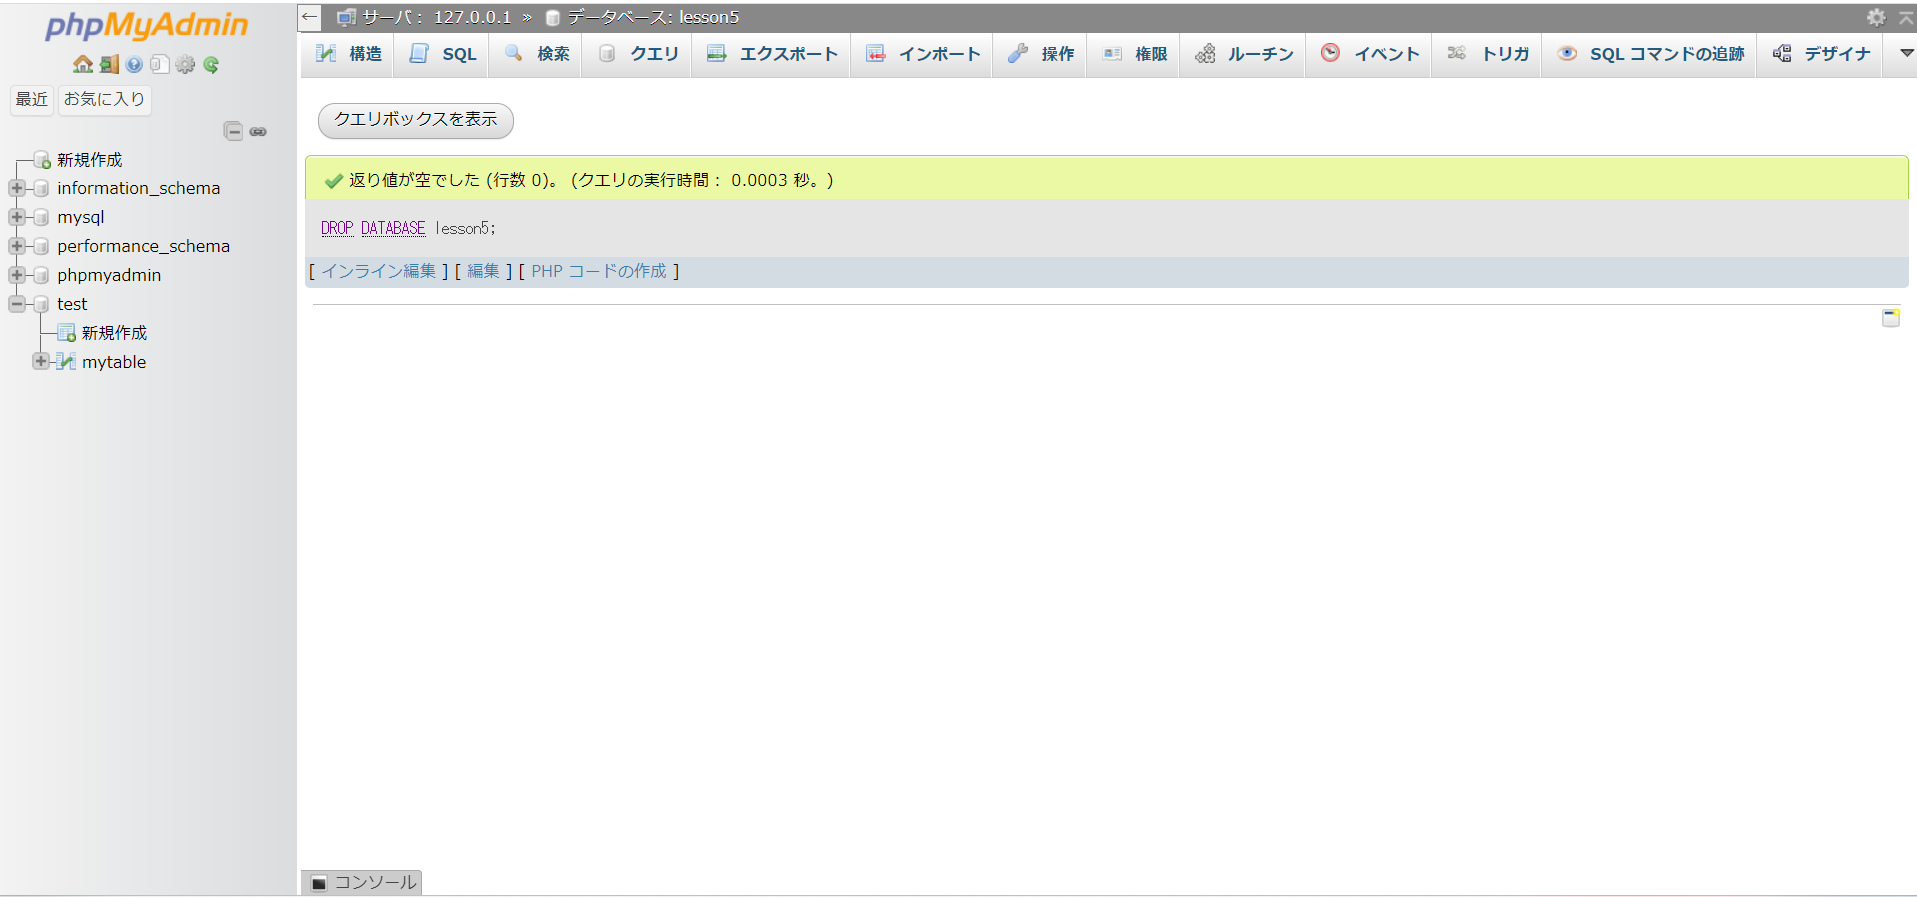 phpMyAdmin
最近 お気に入り
新規作成
information_schema
mysql
performance_schema
phpmyadmin
test
新規作成
mytable
← サーバ： 127.0.0.1 » データベース: lesson5
構造 SQL 検索 クエリ エクスポート インポート 操作 権限 ルーチン イベント トリガ SQL コマンドの追跡 デザイナ
クエリボックスを表示
返り値が空でした (行数 0)。 (クエリの実行時間： 0.0003 秒。)
DROP DATABASE lesson5;
[ インライン編集 ] [ 編集 ] [ PHP コードの作成 ]
コンソール